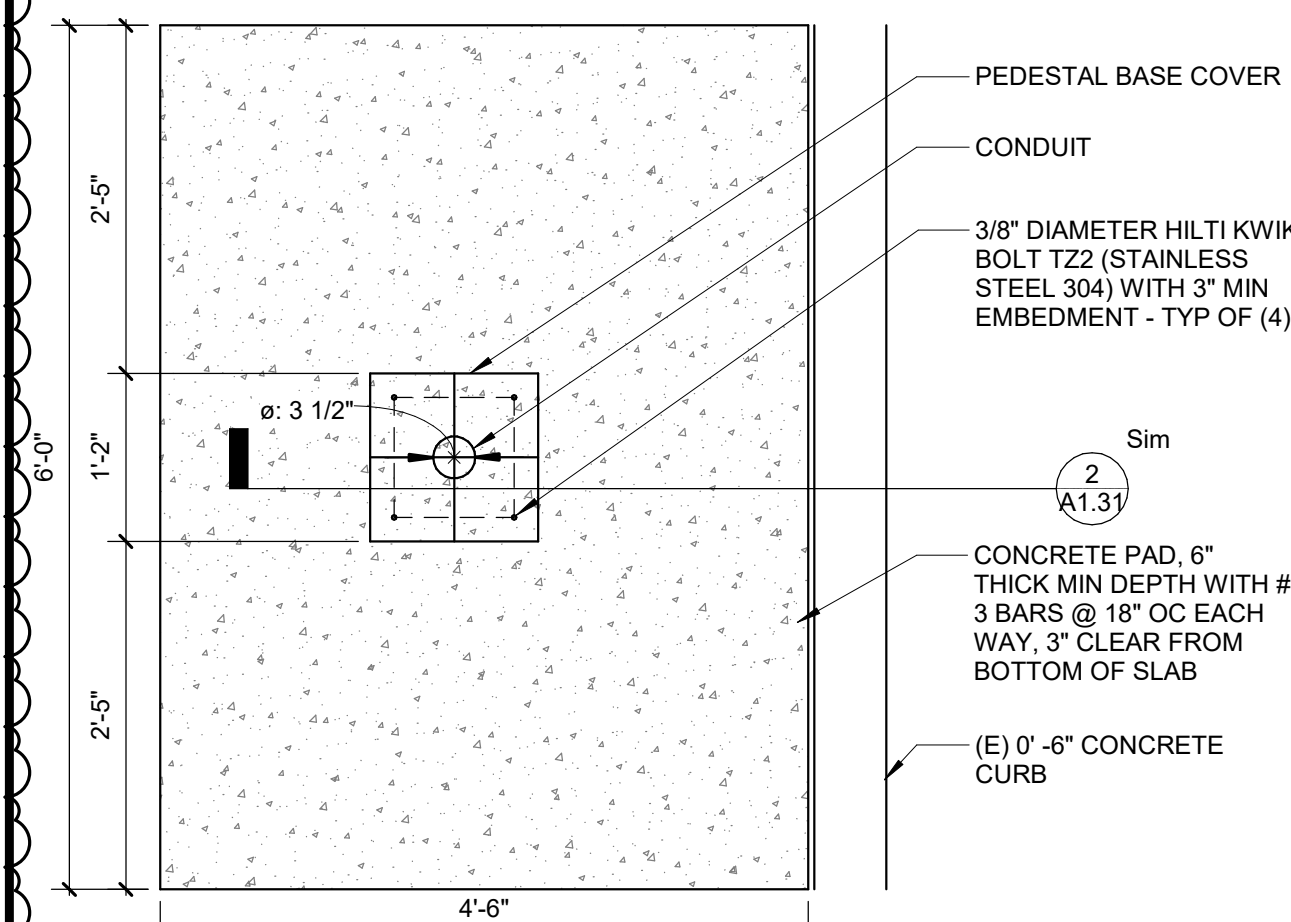 PEDESTAL BASE COVER
CONDUIT
3/8" DIAMETER HILTI KWIK
BOLT TZ2 (STAINLESS
STEEL 304) WITH 3" MIN
EMBEDMENT - TYP OF (4)
2'-5"
ø: 3 1/2"
6'-0"
1'-2"
Sim
2
A1.31
CONCRETE PAD, 6"
THICK MIN DEPTH WITH #
3 BARS @ 18" OC EACH
WAY, 3" CLEAR FROM
BOTTOM OF SLAB
2'-5"
(E) 0' -6" CONCRETE
CURB
4'-6"